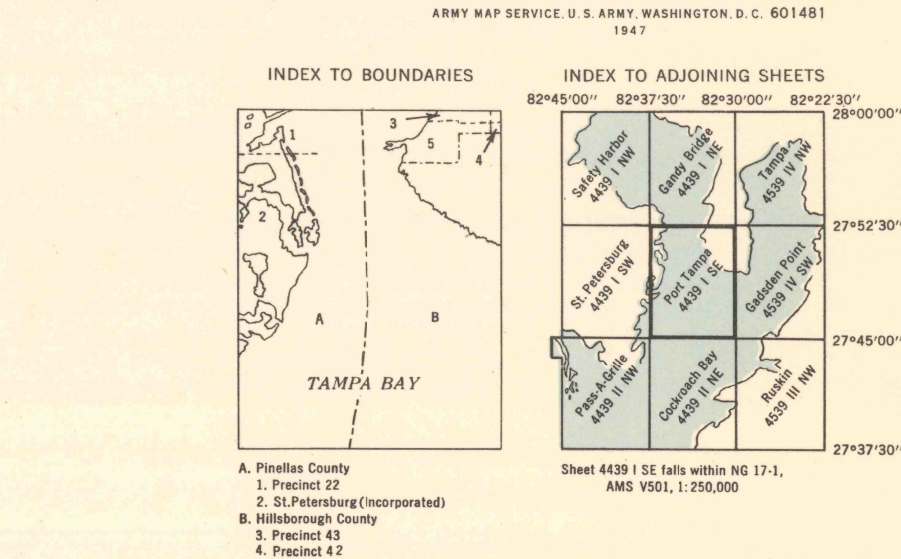 ARMY MAP SERVICE, U. S. ARMY, WASHINGTON, D. C. 601481
1947
INDEX TO BOUNDARIES
1
2
3
4
5
A
B
TAMPA BAY
A. Pinellas County
1. Precinct 22
2. St.Petersburg (Incorporated)
B. Hillsborough County
3. Precinct 43
4. Precinct 42
INDEX TO ADJOINING SHEETS
82°45'00" 82°37'30" 82°30'00" 82°22'30"
28°00'00"
Safety Harbor
4439 I NW
Gandy Bridge
4439 I NE
Tampa
4539 IV NW
27°52'30"
St. Petersburg
4439 I SW
Port Tampa
4439 I SE
Gadsden Point
4539 IV SW
27°45'00"
Pass-A-Grille
4439 II NW
Cockroach Bay
4439 II NE
Ruskin
4539 III NW
27°37'30"
Sheet 4439 I SE falls within NG 17-1,
AMS V501, 1:250,000